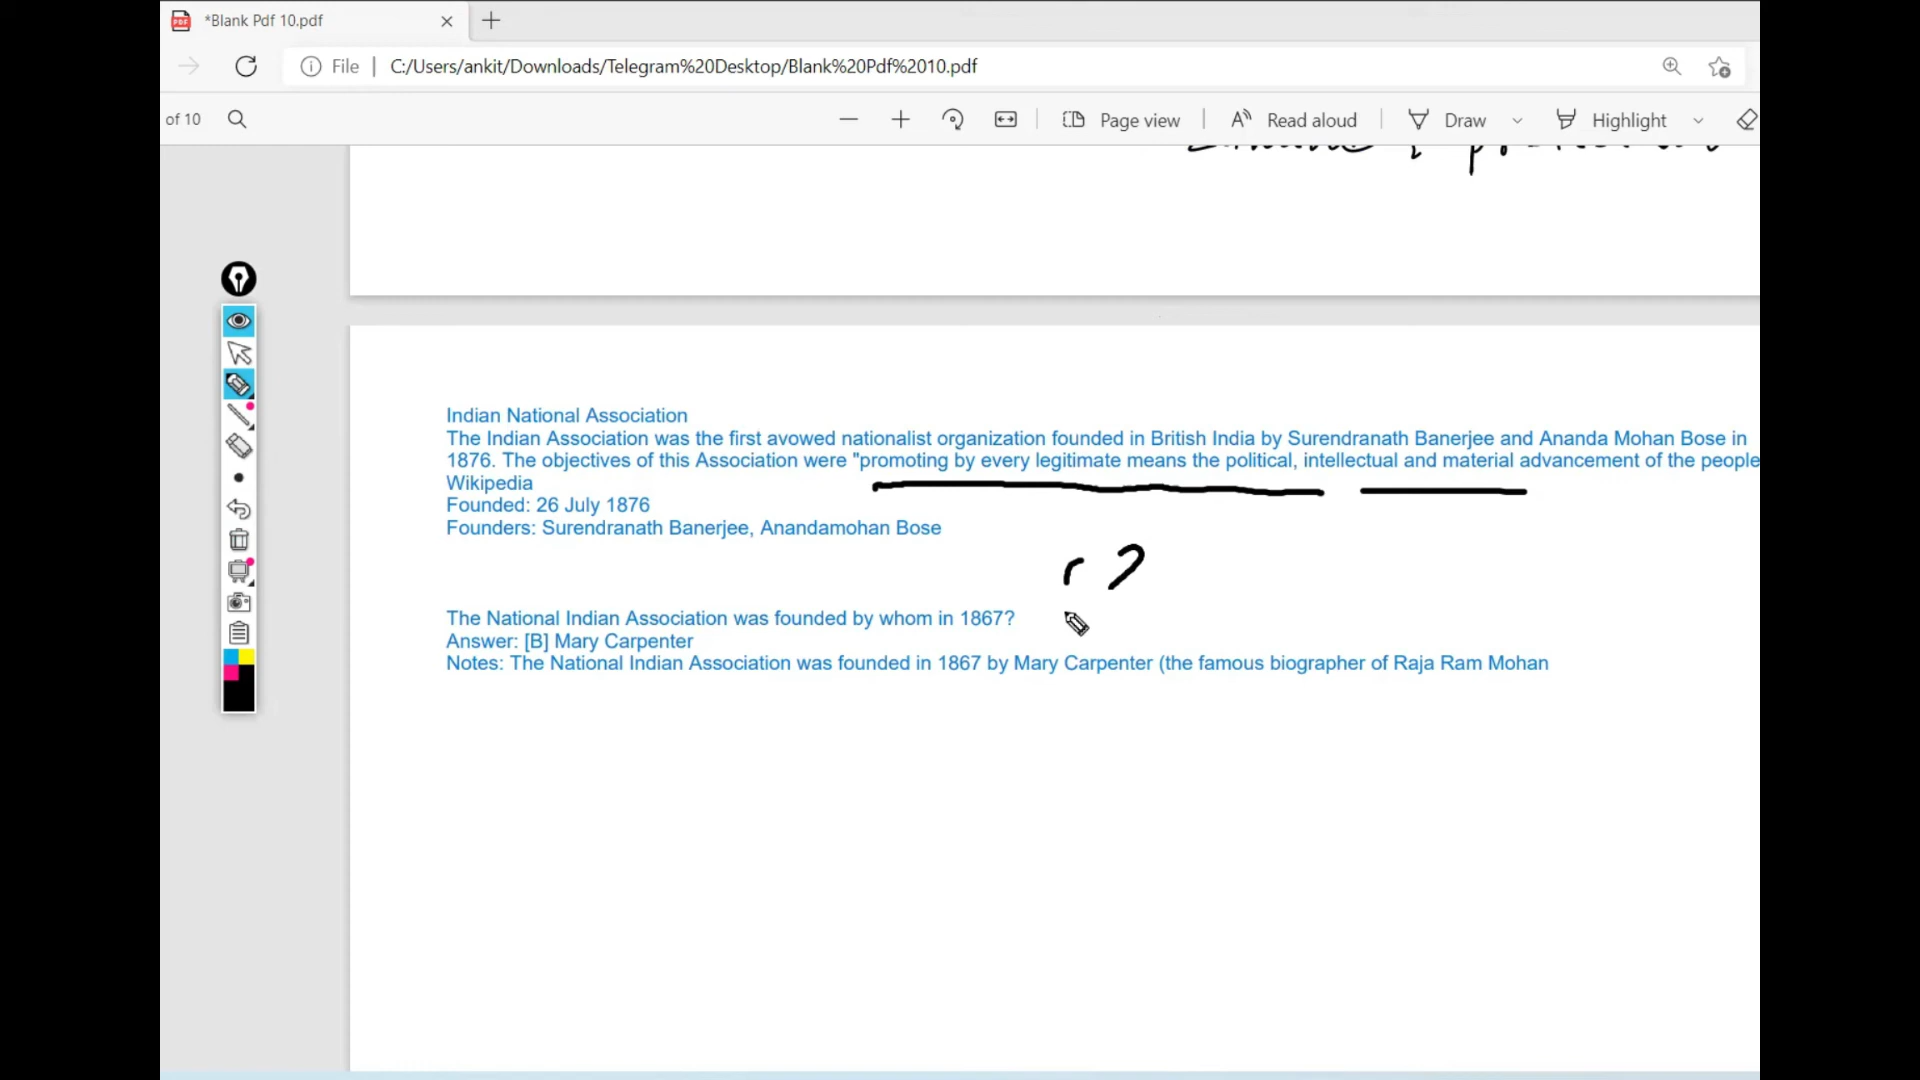 *Blank Pdf 10.pdf
File | C:/Users/ankit/Downloads/Telegram%20Desktop/Blank%20Pdf%2010.pdf
of 10 Page view Read aloud Draw Highlight
Indian National Association
The Indian Association was the first avowed nationalist organization founded in British India by Surendranath Banerjee and Ananda Mohan Bose in
1876. The objectives of this Association were "promoting by every legitimate means the political, intellectual and material advancement of the people
Wikipedia
Founded: 26 July 1876
Founders: Surendranath Banerjee, Anandamohan Bose
The National Indian Association was founded by whom in 1867?
Answer: [B] Mary Carpenter
Notes: The National Indian Association was founded in 1867 by Mary Carpenter (the famous biographer of Raja Ram Mohan